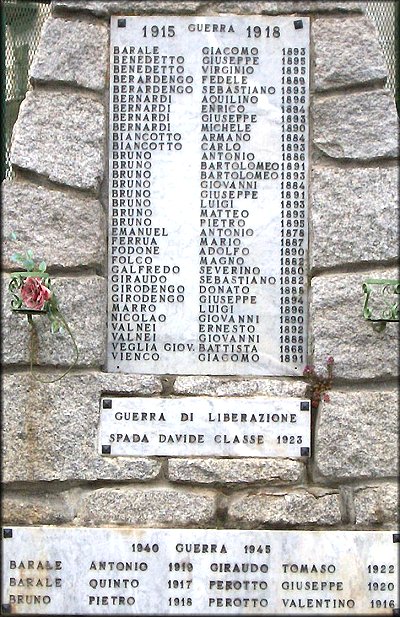 1915 GUERRA 1918
BARALE GIACOMO 1893
BENEDETTO GIUSEPPE 1895
BENEDETTO VIRGINIO 1895
BERARDENGO FEDELE 1889
BERARDENGO SEBASTIANO 1893
BERNARDI AQUILINO 1896
BERNARDI ENRICO 1894
BERNARDI GIUSEPPE 1893
BERNARDI MICHELE 1890
BIANCOTTO ARMANO 1884
BIANCOTTO CARLO 1893
BRUNO ANTONIO 1886
BRUNO BARTOLOMEO 1891
BRUNO BARTOLOMEO 1893
BRUNO GIOVANNI 1884
BRUNO GIUSEPPE 1891
BRUNO LUIGI 1893
BRUNO MATTEO 1893
BRUNO PIETRO 1895
EMANUEL ANTONIO 1878
FERRUA MARIO 1887
FODONE ADOLFO 1890
FOLCO MAGNO 1882
GALFREDO SEVERINO 1880
GIRAUDO SEBASTIANO 1882
GIRODENGO DONATO 1885
GIRODENGO GIUSEPPE 1894
MARRO LUIGI 1896
NICOLAO GIOVANNI 1890
VALNEI ERNESTO 1892
VALNEI GIOVANNI 1888
VEGLIA GIOV. BATTISTA 1868
VIENCO GIACOMO 1891
GUERRA DI LIBERAZIONE
SPADA DAVIDE CLASSE 1923
1940 GUERRA 1945
BARALE ANTONIO 1910 GIRAUDO TOMASO 1922
BARALE QUINTO 1917 PEROTTO GIUSEPPE 1920
BRUNO PIETRO 1918 PEROTTO VALENTINO 1916